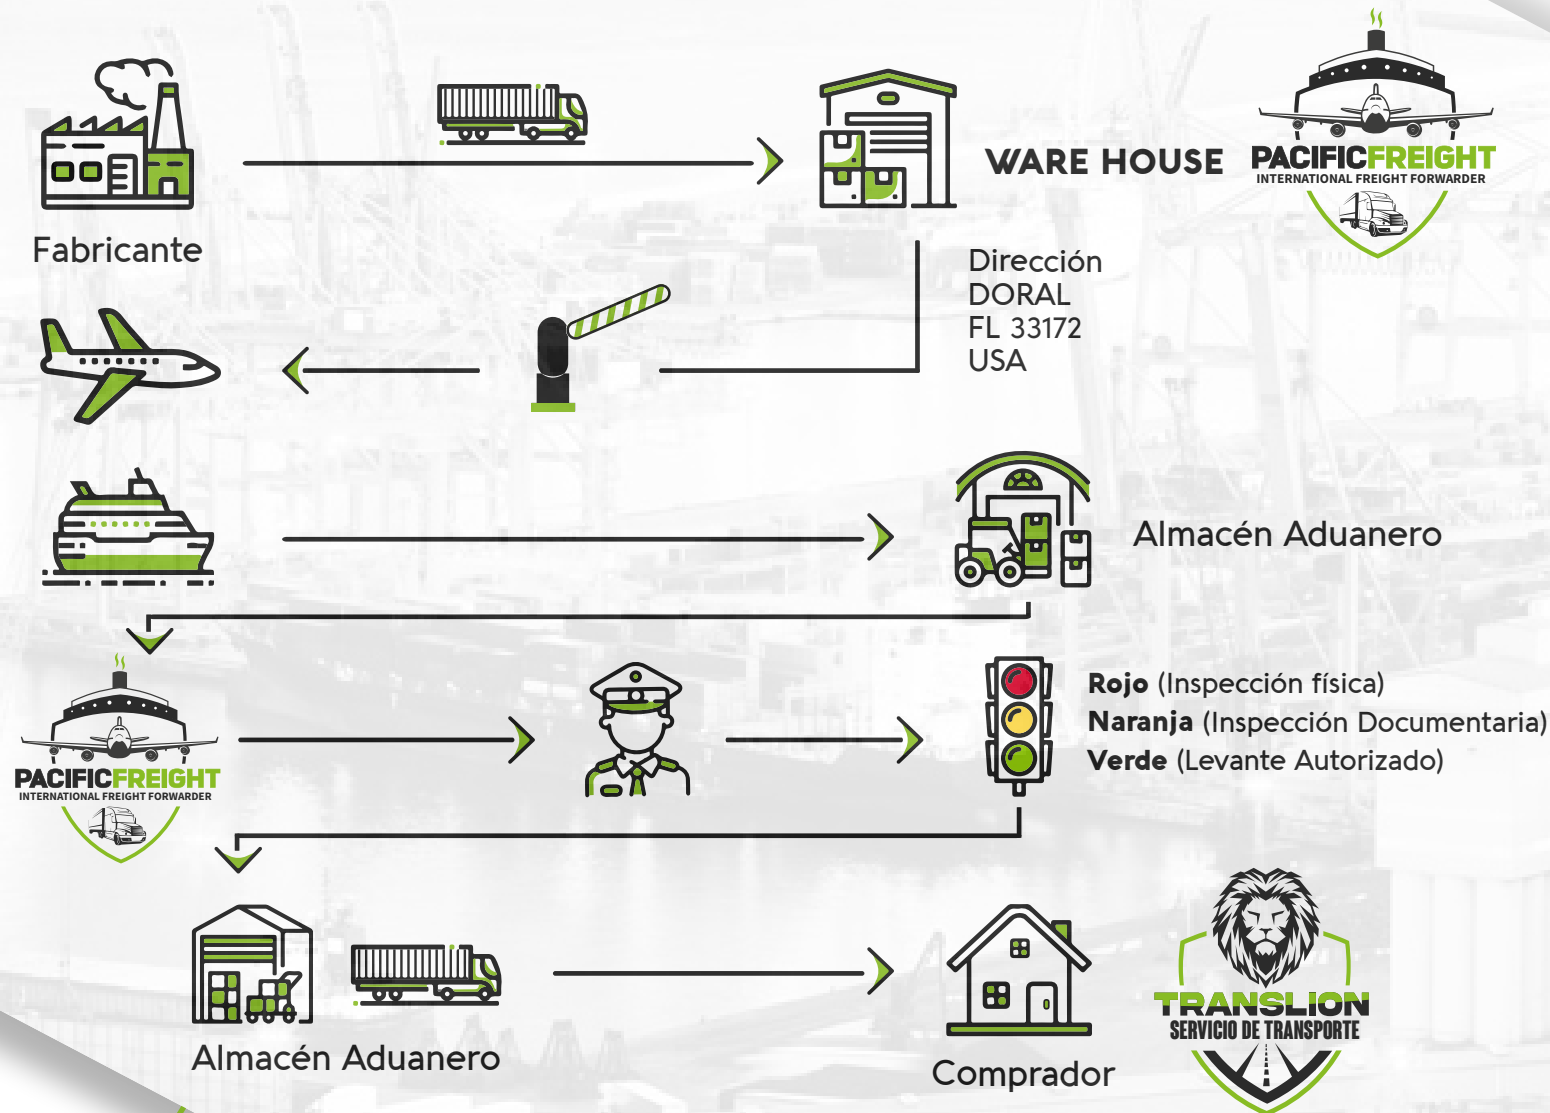 WARE HOUSE
PACIFICFREIGHT
INTERNATIONAL FREIGHT FORWARDER
Fabricante
Dirección
DORAL
FL 33172
USA
Almacén Aduanero
Rojo (Inspección física)
Naranja (Inspección Documentaria)
Verde (Levante Autorizado)
PACIFICFREIGHT
INTERNATIONAL FREIGHT FORWARDER
Almacén Aduanero
Comprador
TRANSLION
SERVICIO DE TRANSPORTE